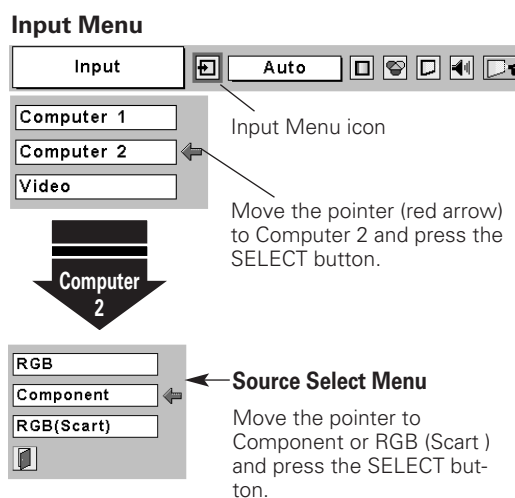 Input Menu
Input
Auto
Computer 1
Computer 2
Video
Input Menu icon
Move the pointer (red arrow)
to Computer 2 and press the
SELECT button.
Computer
2
RGB
Component
RGB(Scart)
Source Select Menu
Move the pointer to
Component or RGB (Scart )
and press the SELECT but-
ton.